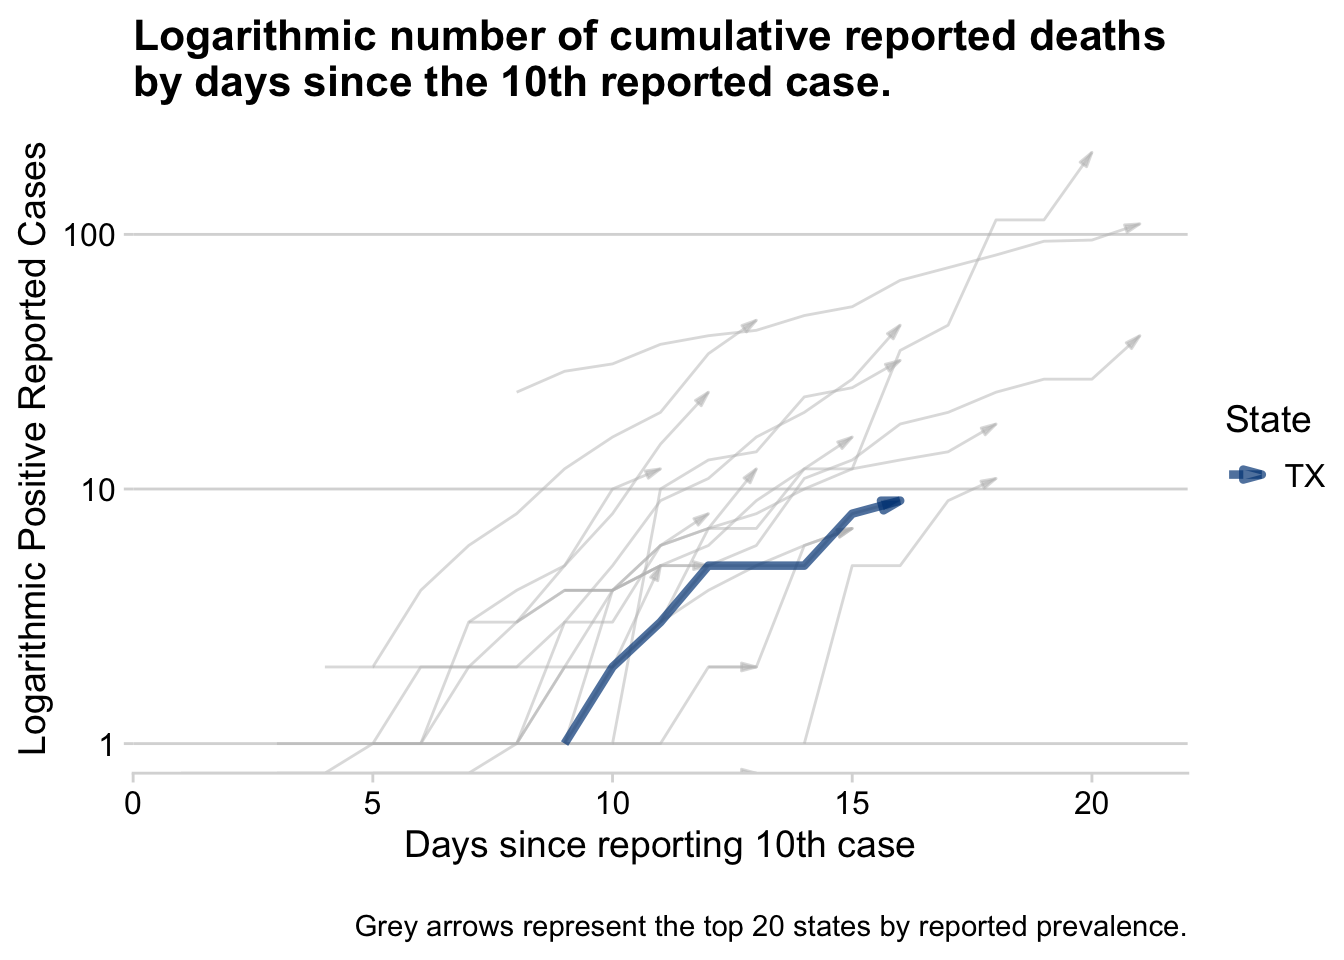 Logarithmic number of cumulative reported deaths
by days since the 10th reported case.
Logarithmic Positive Reported Cases
100
10
1
0 5 10 15 20
Days since reporting 10th case
State
TX
Grey arrows represent the top 20 states by reported prevalence.